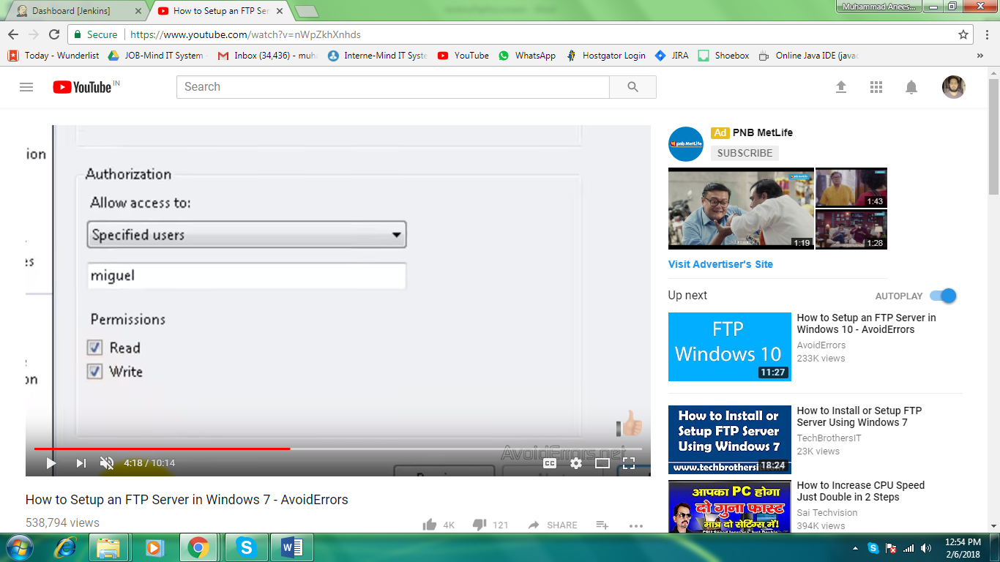 Dashboard [Jenkins]
How to Setup an FTP Ser
Muhammad Anees...
Secure
https://www.youtube.com/watch?v=nWpZkhXnhds
Today - Wunderlist
JOB-Mind IT System
Inbox (34,436) - muh
Interne-Mind IT Syste
YouTube
WhatsApp
Hostgator Login
JIRA
Shoebox
Online Java IDE (javac
»
YouTube IN
Search
ion
Authorization
Allow access to:
Specified users
es
miguel
Permissions
Read
Write
on
AvoidErrors.net
4:18 / 10:14
CC
How to Setup an FTP Server in Windows 7 - AvoidErrors
538,794 views
4K
121
SHARE
pnb MetLife
Ad PNB MetLife
SUBSCRIBE
1:19
1:43
1:28
Visit Advertiser's Site
Up next
AUTOPLAY
FTP
Windows 10
11:27
How to Setup an FTP Server in
Windows 10 - AvoidErrors
AvoidErrors
233K views
How to Install or
Setup FTP Server
Using Windows 7
www.techbrothersi
18:24
How to Install or Setup FTP
Server Using Windows 7
TechBrothersIT
23K views
आपका PC होगा
दो गुना फास्ट
मात्र दो सेटिंग्स में!
How to Increase CPU Speed
Just Double in 2 Steps
Sai Techvision
394K views
12:54 PM
2/6/2018